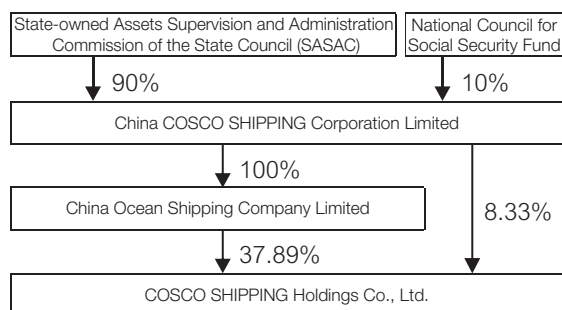 State-owned Assets Supervision and Administration
Commission of the State Council (SASAC)
National Council for
Social Security Fund
90%
10%
China COSCO SHIPPING Corporation Limited
100%
China Ocean Shipping Company Limited
8.33%
37.89%
COSCO SHIPPING Holdings Co., Ltd.